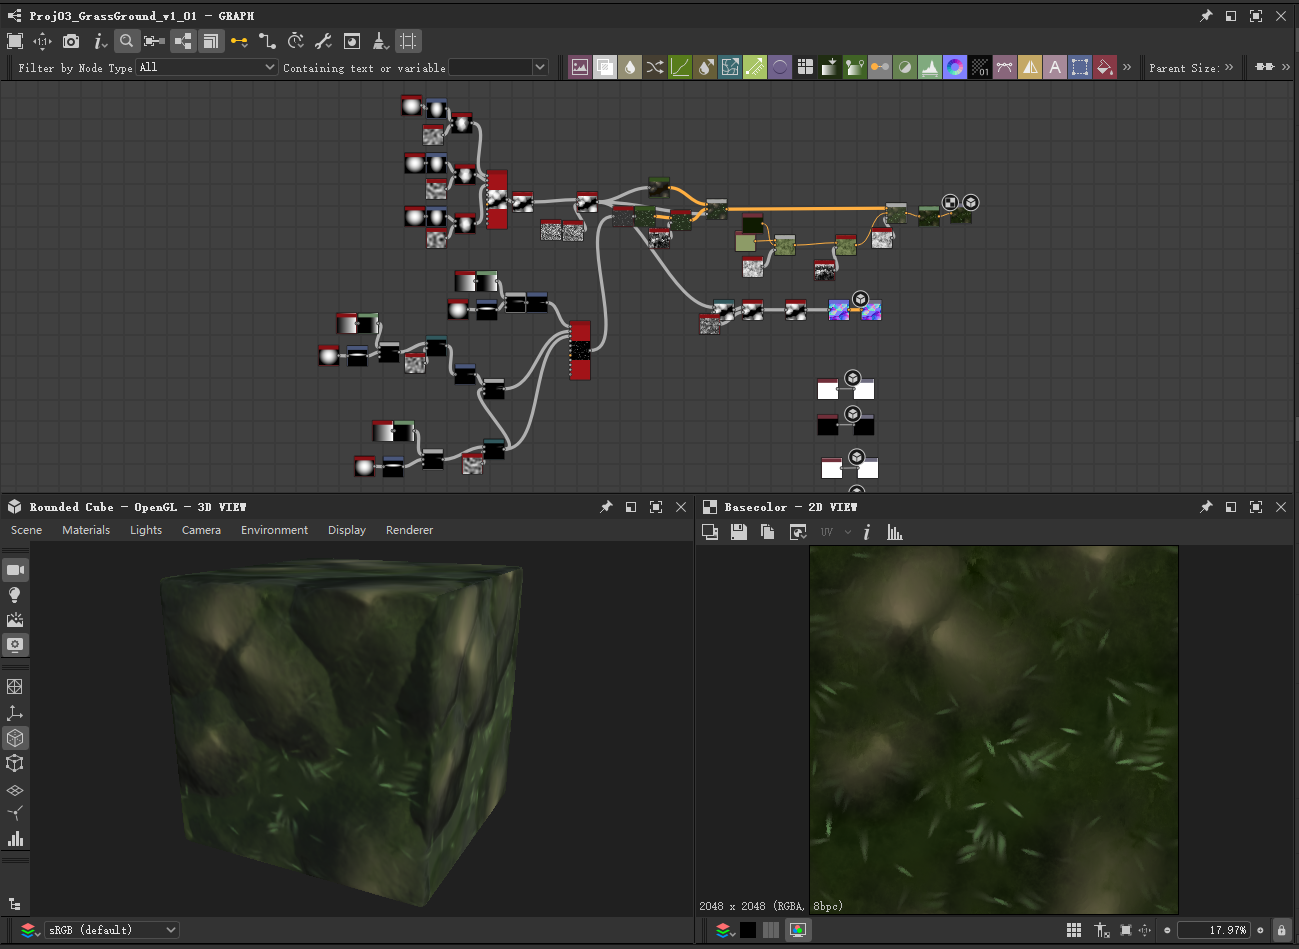 Proj03_GrassGround_v1_01 - GRAPH
Filter by Node Type All Containing text or variable Parent Size: »
Rounded Cube - OpenGL - 3D VIEW
Scene Materials Lights Camera Environment Display Renderer
sRGB (default)
Basecolor - 2D VIEW
UV
2048 x 2048 (RGBA, 8bpc)
17.97%